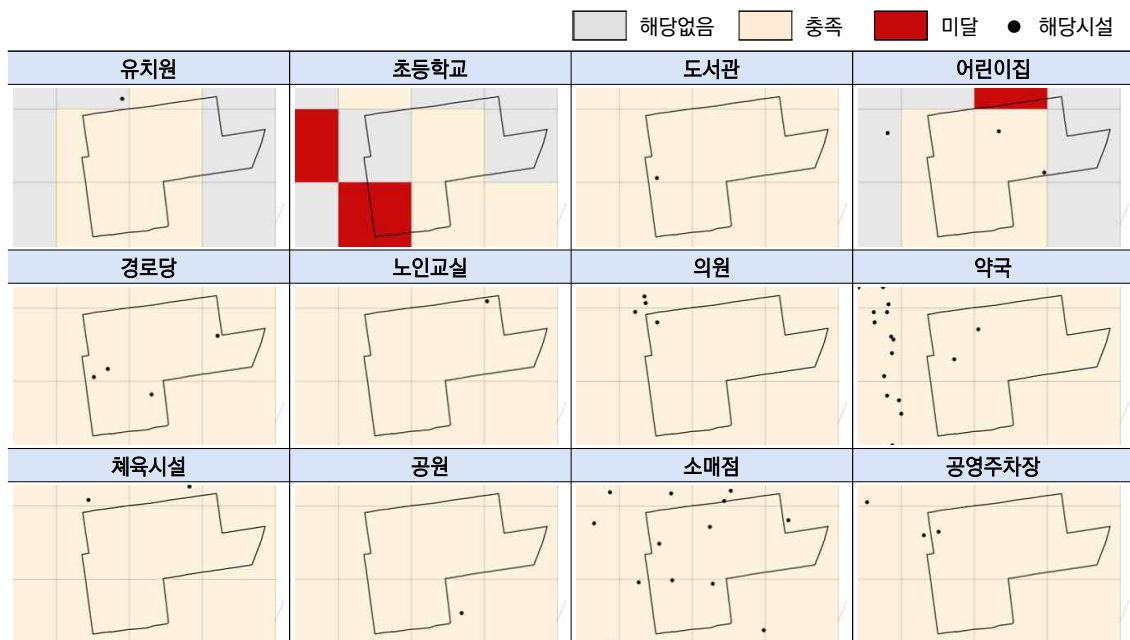 해당없음 충족 미달 해당시설
유치원 초등학교 도서관 어린이집
경로당 노인교실 의원 약국
체육시설 공원 소매점 공영주차장